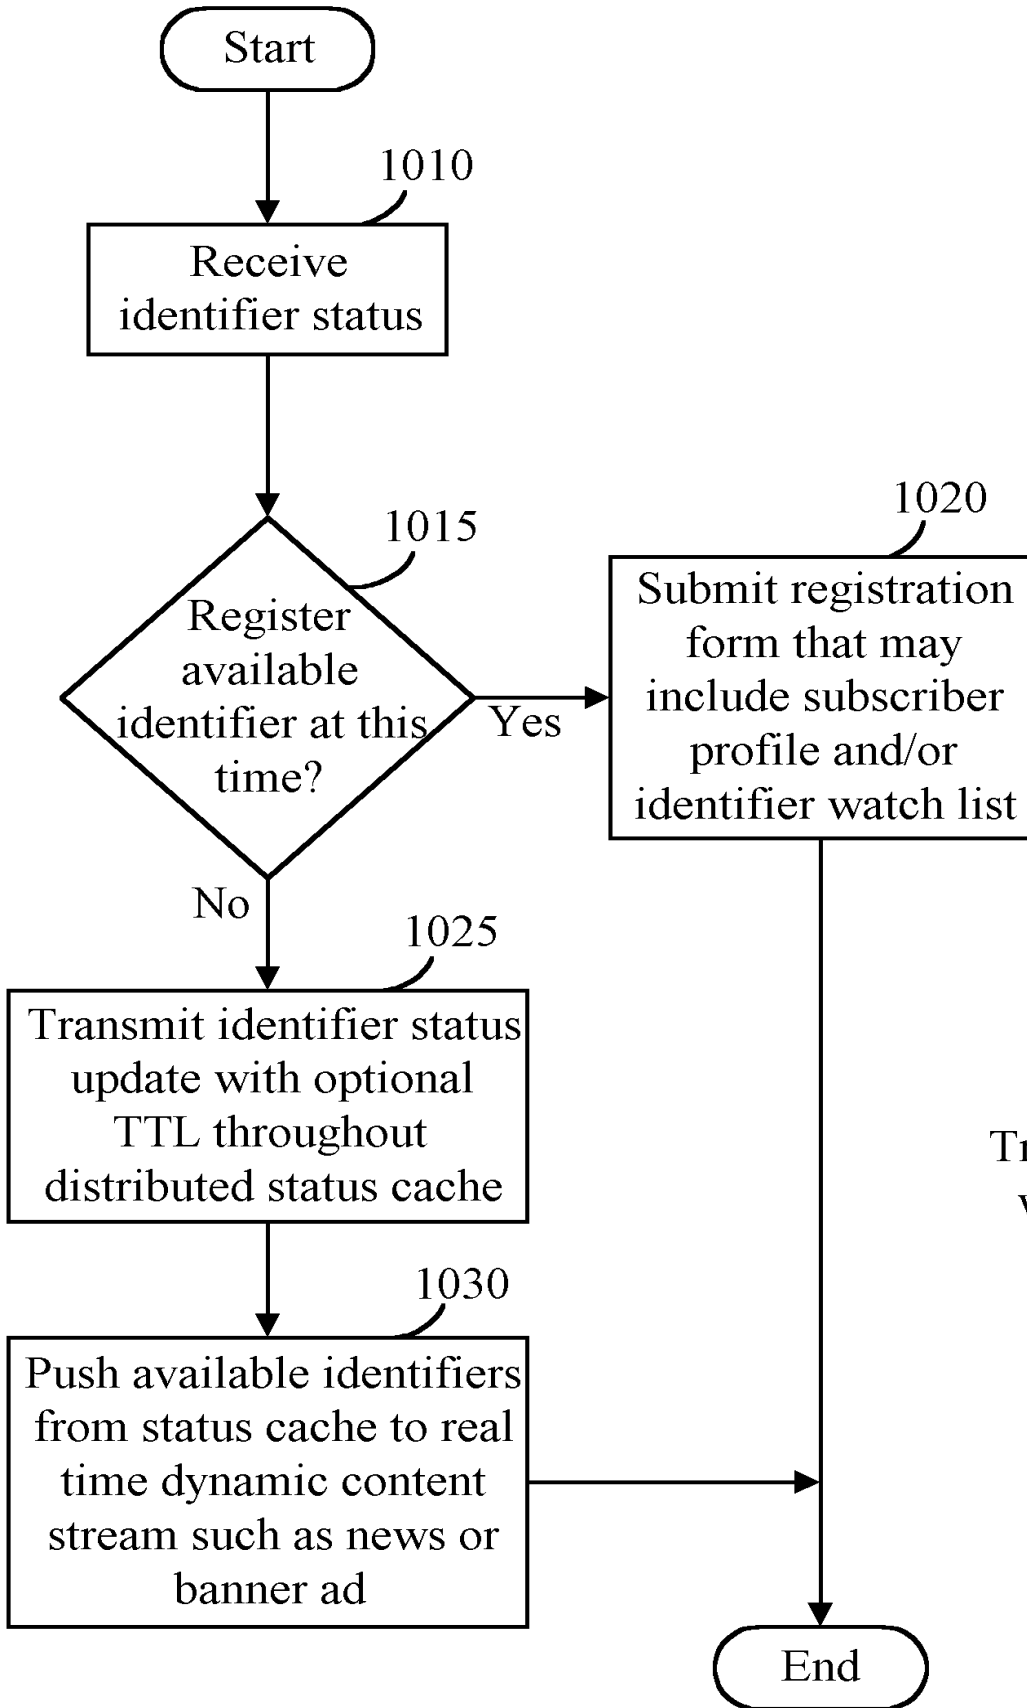 Start
1010
Receive
identifier status
1015
Register
available
identifier at this
time?
Yes
1020
Submit registration
form that may
include subscriber
profile and/or
identifier watch list
No
1025
Transmit identifier status
update with optional
TTL throughout
distributed status cache
1030
Push available identifiers
from status cache to real
time dynamic content
stream such as news or
banner ad
End